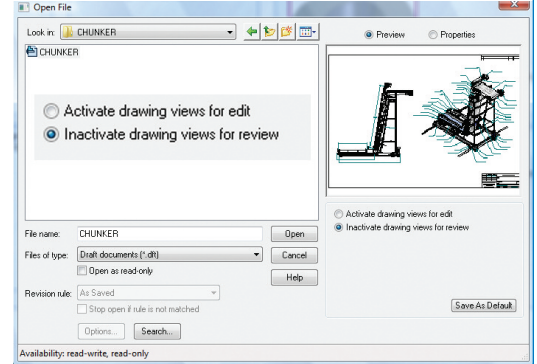 Open File
Look in: CHUNKER
Preview Properties
CHUNKER
Activate drawing views for edit
Inactivate drawing views for review
Activate drawing views for edit
Inactivate drawing views for review
File name: CHUNKER Open
Files of type: Draft documents (*.dft) Cancel
Open as read-only
Help
Revision rule: As Saved
Stop open if rule is not matched
Save As Default
Options... Search...
Availability: read-write, read-only